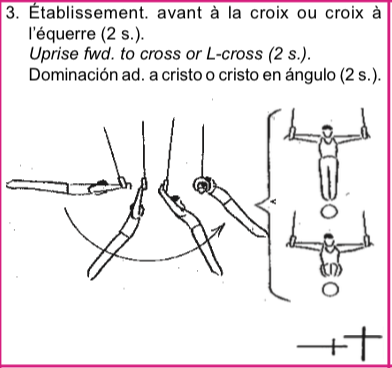 3. Établissement. avant à la croix ou croix à
l'équerre (2 s.).
Uprise fwd. to cross or L-cross (2 s.).
Dominación ad. a cristo o cristo en ángulo (2 s.).